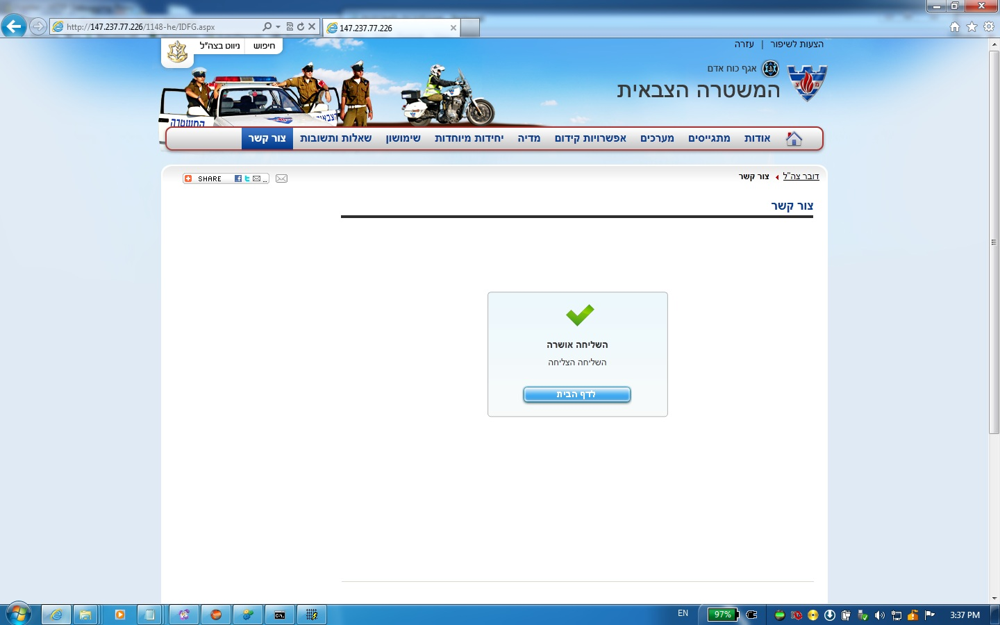 http://147.237.77.226/1148-he/IDFG.aspx
147.237.77.226
חיפוש
ניווט בצה"ל
הצעות לשיפור | עזרה
אגף כוח אדם
המשטרה הצבאית
מ צ
המשטרה
אודות מתגייסים מערכים אפשרויות קידום מדיה יחידות מיוחדות שימושון שאלות ותשובות צור קשר
דובר צה"ל צור קשר
SHARE ...
צור קשר
השליחה אושרה
השליחה הצליחה
לדף הבית
EN
97%
3:37 PM